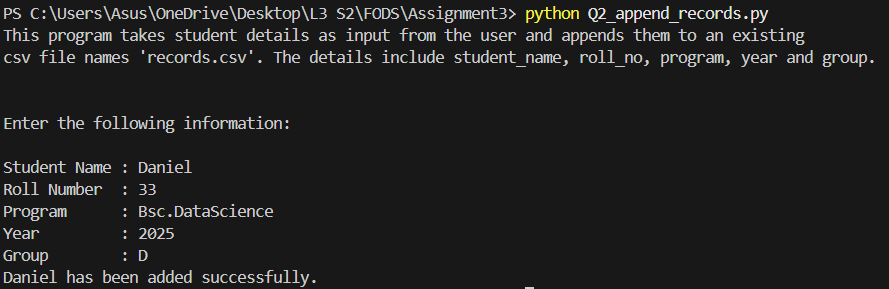 PS C:\Users\Asus\OneDrive\Desktop\L3 S2\FODS\Assignment3> python Q2_append_records.py
This program takes student details as input from the user and appends them to an existing
csv file names 'records.csv'. The details include student_name, roll_no, program, year and group.
Enter the following information:
Student Name : Daniel
Roll Number  : 33
Program      : Bsc.DataScience
Year         : 2025
Group        : D
Daniel has been added successfully.